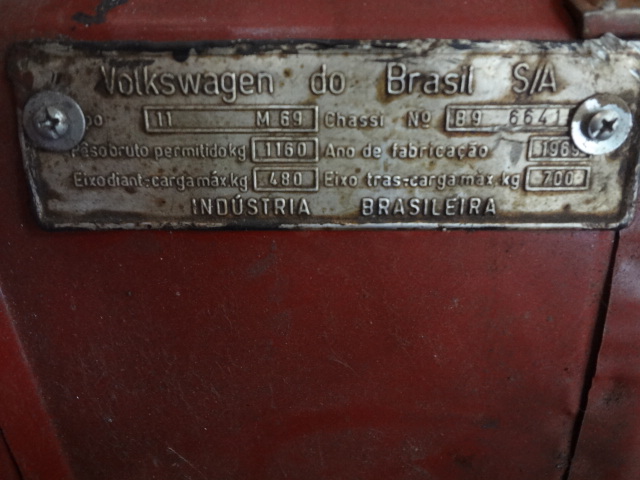 Volkswagen do Brasil S/A
11 M 69 Chassi Nº B9 6641
Pêso bruto permitido kg 1160 Ano de fabricação 1969
Eixo diant.-carga máx. kg 480 Eixo tras.-carga máx. kg 700
INDÚSTRIA BRASILEIRA